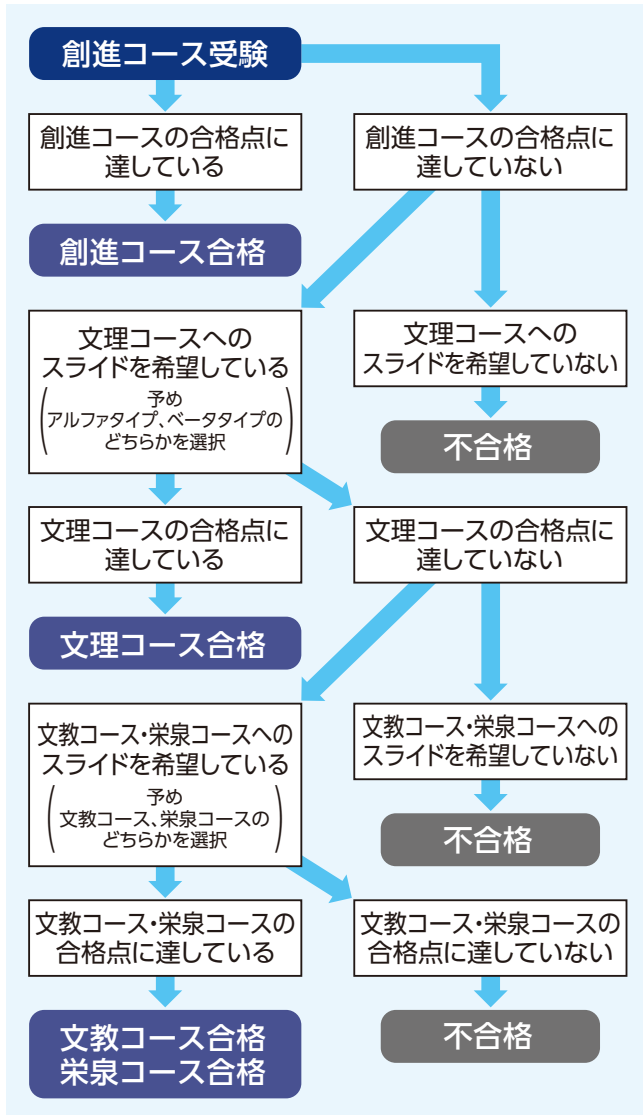 創進コース受験
創進コースの合格点に
達している
創進コースの合格点に
達していない
創進コース合格
文理コースへの
スライドを希望している
予め
アルファタイプ、ベータタイプの
どちらかを選択
文理コースへの
スライドを希望していない
不合格
文理コースの合格点に
達している
文理コースの合格点に
達していない
文理コース合格
文教コース・栄泉コースへの
スライドを希望している
予め
文教コース、栄泉コースの
どちらかを選択
文教コース・栄泉コースへの
スライドを希望していない
不合格
文教コース・栄泉コースの
合格点に達している
文教コース・栄泉コースの
合格点に達していない
文教コース合格
栄泉コース合格
不合格